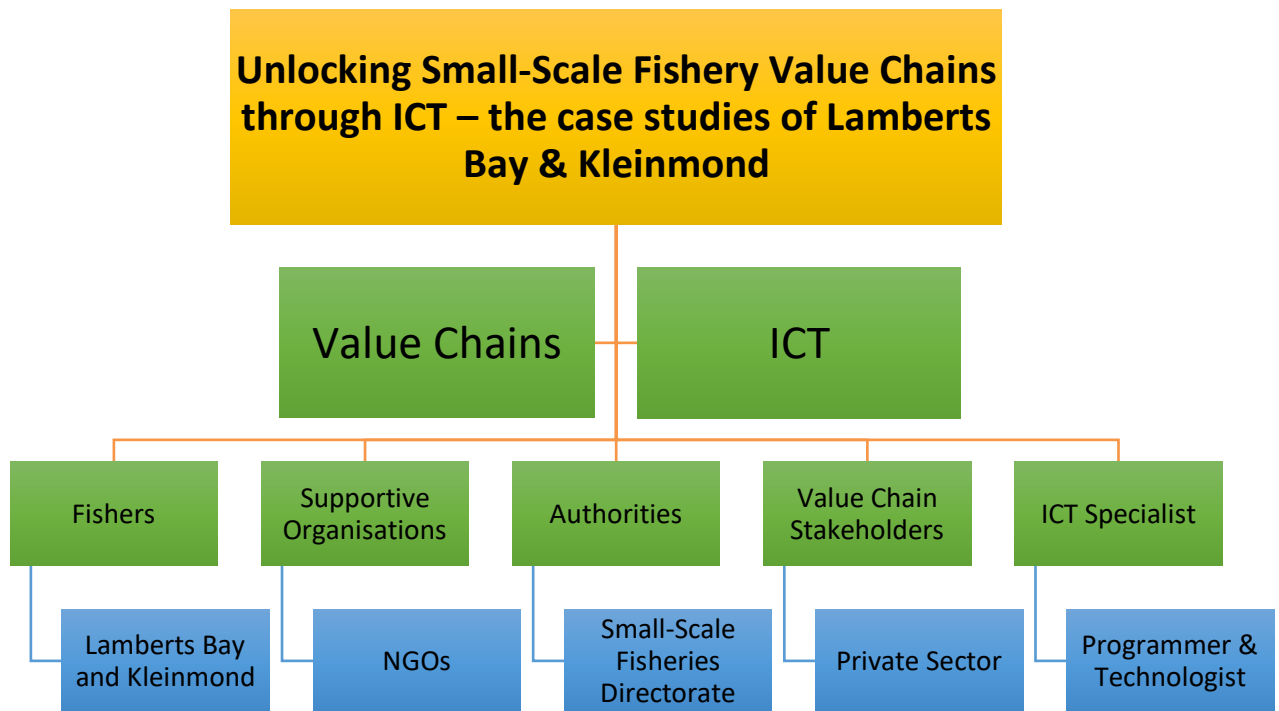 Unlocking Small-Scale Fishery Value Chains
through ICT – the case studies of Lamberts
Bay & Kleinmond
Value Chains
ICT
Fishers
Supportive
Organisations
Authorities
Value Chain
Stakeholders
ICT Specialist
Lamberts Bay
and Kleinmond
NGOs
Small-Scale
Fisheries
Directorate
Private Sector
Programmer &
Technologist